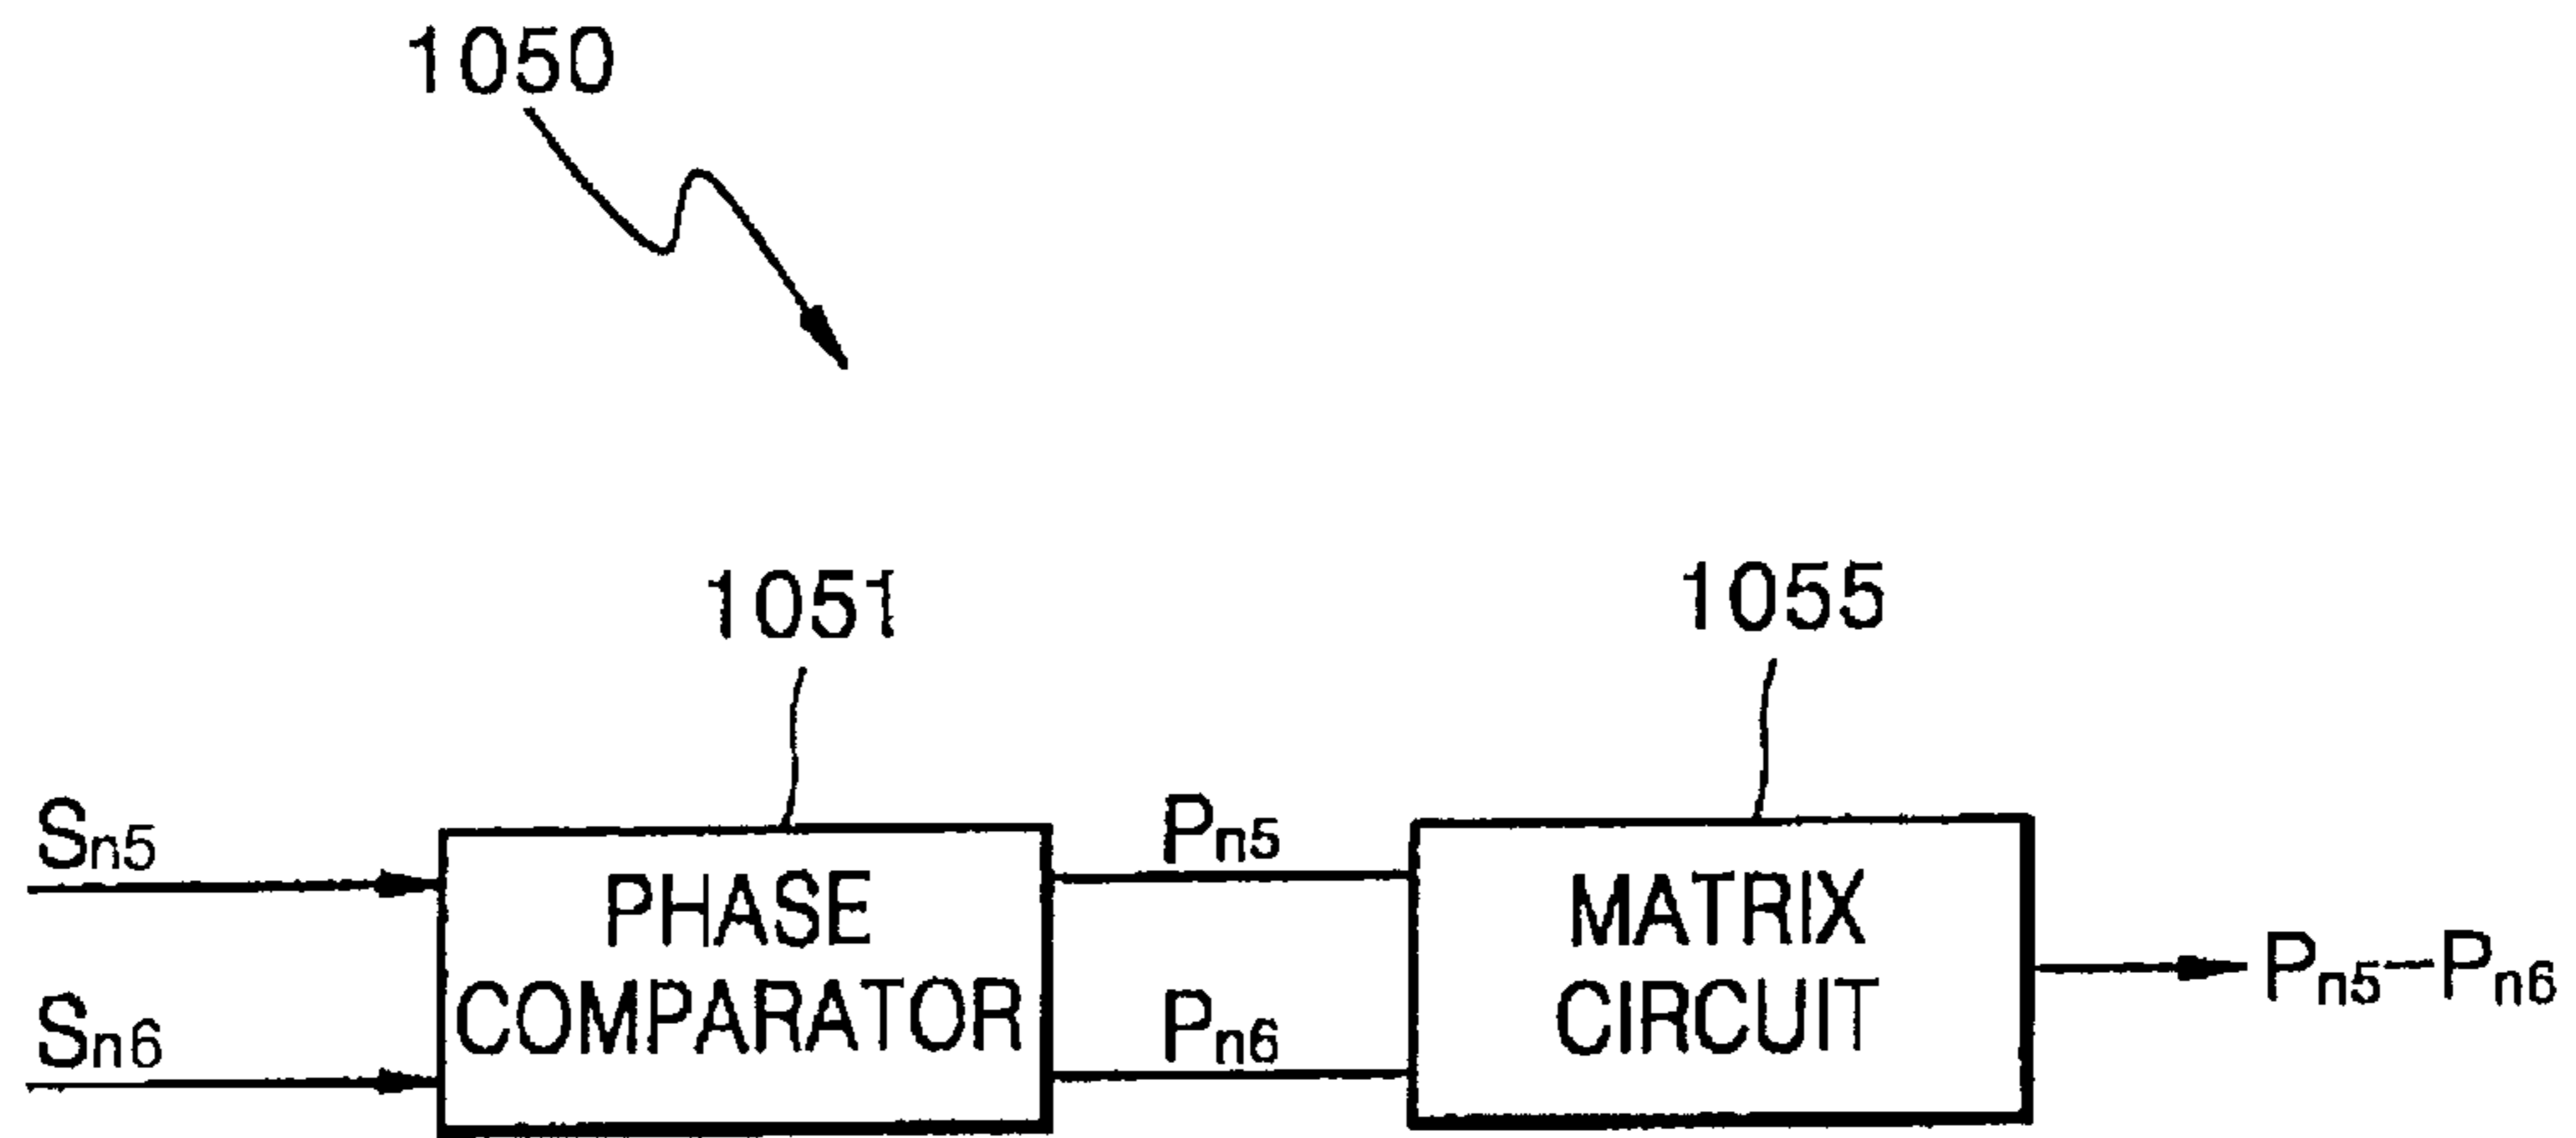 1050
1051
1055
Sn5
Sn6
PHASE
COMPARATOR
Pn5
Pn6
MATRIX
CIRCUIT
Pn5-Pn6